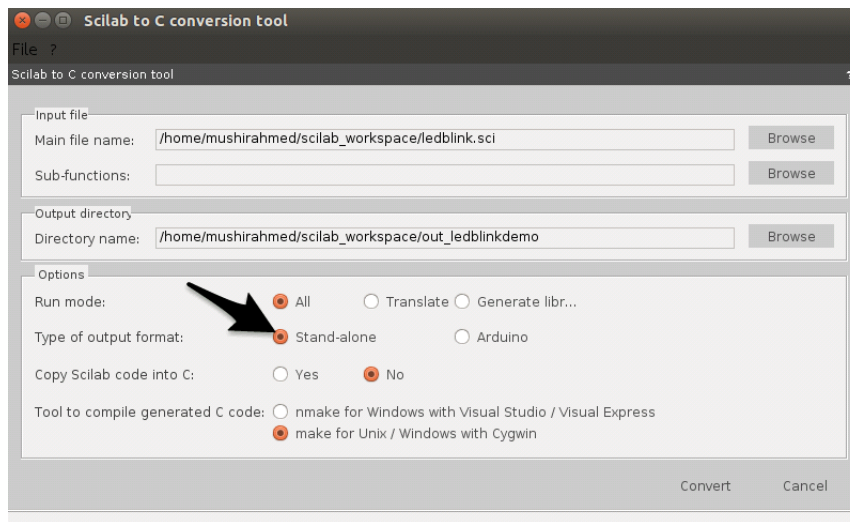 Scilab to C conversion tool
File ?
Scilab to C conversion tool ?
Input file
Main file name: /home/mushirahmed/scilab_workspace/ledblink.sci Browse
Sub-functions: Browse
Output directory
Directory name: /home/mushirahmed/scilab_workspace/out_ledblinkdemo Browse
Options
Run mode: All Translate Generate libr...
Type of output format: Stand-alone Arduino
Copy Scilab code into C: Yes No
Tool to compile generated C code: nmake for Windows with Visual Studio / Visual Express
make for Unix / Windows with Cygwin
Convert Cancel